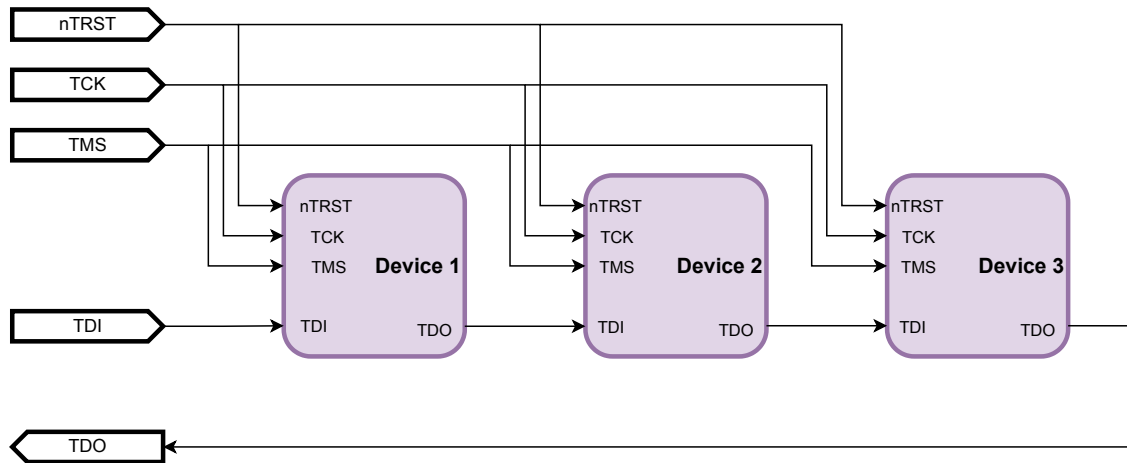 nTRST
TCK
TMS
nTRST
TCK
TMS
Device 1
TDI
TDO
nTRST
TCK
TMS
Device 2
TDI
TDO
nTRST
TCK
TMS
Device 3
TDI
TDO
TDI
TDO